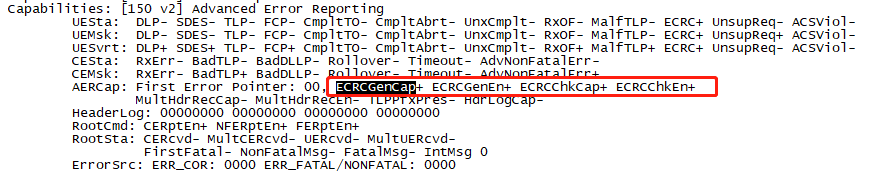 Capabilities: [150 v2] Advanced Error Reporting
UESta: DLP- SDES- TLP- FCP- CmpltTO- CmpltAbrt- UnxCmplt- RxOF- MalfTLP- ECRC+ UnsupReq- ACSViol-
UEMsk: DLP- SDES- TLP- FCP- CmpltTO- CmpltAbrt- UnxCmplt- RxOF- MalfTLP- ECRC- UnsupReq- ACSViol-
UESvrt: DLP+ SDES+ TLP- FCP+ CmpltTO- CmpltAbrt- UnxCmplt- RxOF+ MalfTLP+ ECRC- UnsupReq- ACSViol-
CESta: RxErr- BadTLP- BadDLLP- Rollover- Timeout- AdvNonFatalErr-
CEMsk: RxErr- BadTLP+ BadDLLP- Rollover- Timeout- AdvNonFatalErr+
AERCap: First Error Pointer: 00, ECRCGenCap+ ECRCGenEn+ ECRCChkCap+ ECRCChkEn+
MultHdrRecCap- MultHdrRecEn- TLPPfxPres- HdrLogCap-
HeaderLog: 00000000 00000000 00000000 00000000
RootCmd: CERptEn+ NFERptEn+ FERptEn+
RootSta: CERcvd- MultCERcvd- UERcvd- MultUERcvd-
FirstFatal- NonFatalMsg- FatalMsg- IntMsg 0
ErrorSrc: ERR_COR: 0000 ERR_FATAL/NONFATAL: 0000